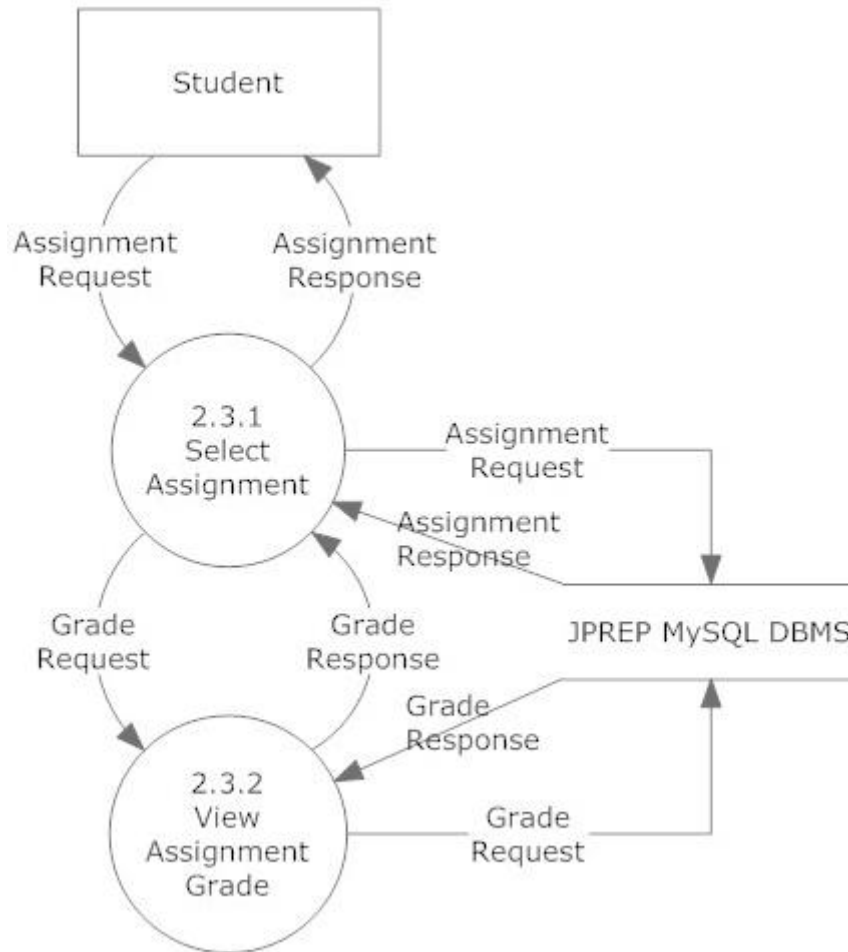 Student
Assignment
Request
Assignment
Response
2.3.1
Select
Assignment
Assignment
Request
Assignment
Response
Grade
Request
Grade
Response
JPREP MySQL DBMS
Grade
Response
2.3.2
View
Assignment
Grade
Grade
Request